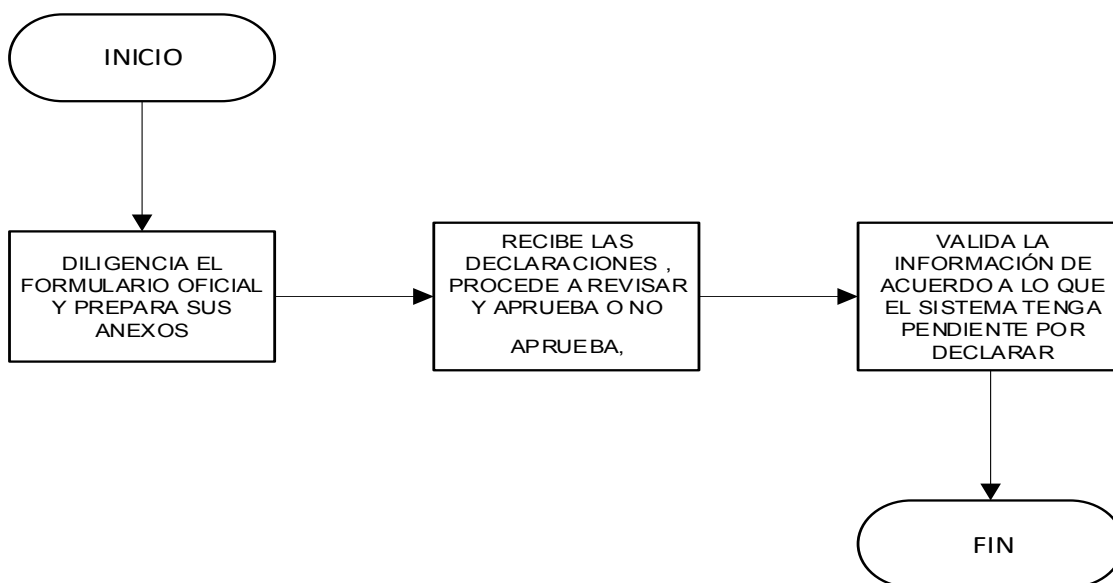 INICIO
DILIGENCIA EL
FORMULARIO OFICIAL
Y PREPARA SUS
ANEXOS
RECIBE LAS
DECLARACIONES ,
PROCEDE A REVISAR
Y APRUEBA O NO
APRUEBA,
VALIDA LA
INFORMACIÓN DE
ACUERDO A LO QUE
EL SISTEMA TENGA
PENDIENTE POR
DECLARAR
FIN